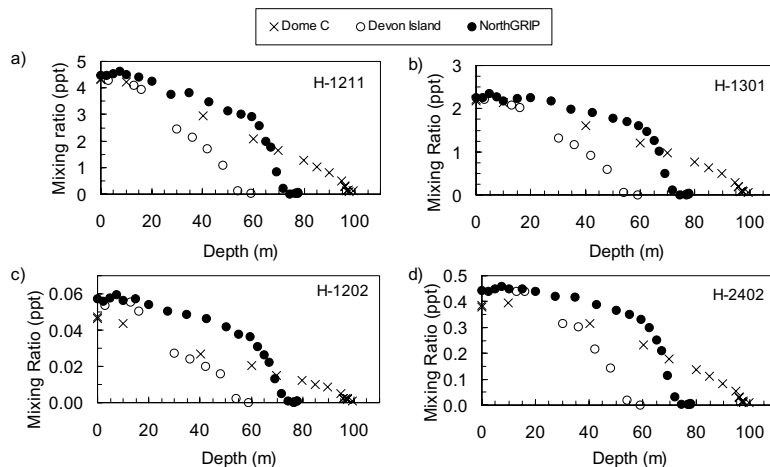 × Dome C ○ Devon Island ● NorthGRIP
a)
H-1211
Mixing ratio (ppt)
5
4
3
2
1
0
0 20 40 60 80 100
Depth (m)
b)
H-1301
Mixing Ratio (ppt)
3
2
1
0
0 20 40 60 80 100
Depth (m)
c)
H-1202
Mixing Ratio (ppt)
0.06
0.04
0.02
0.00
0 20 40 60 80 100
Depth (m)
d)
H-2402
Mixing Ratio (ppt)
0.5
0.4
0.3
0.2
0.1
0.0
0 20 40 60 80 100
Depth (m)